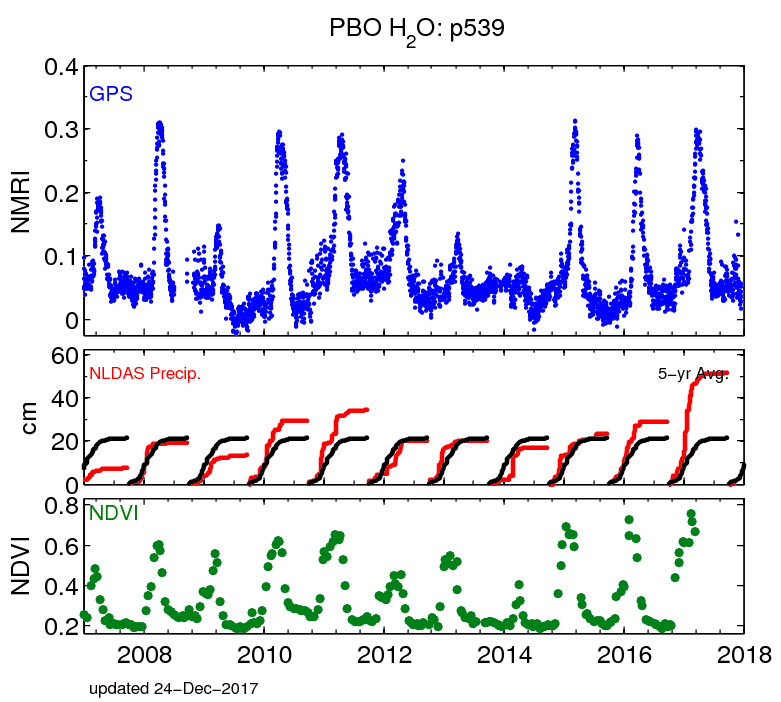 PBO H2O: p539
0.4
GPS
0.3
NMRI
0.2
0.1
0
60
NLDAS Precip. 5−yr Avg.
40
cm
20
0
0.8
NDVI
0.6
NDVI
0.4
0.2
2008 2010 2012 2014 2016 2018
updated 24−Dec−2017